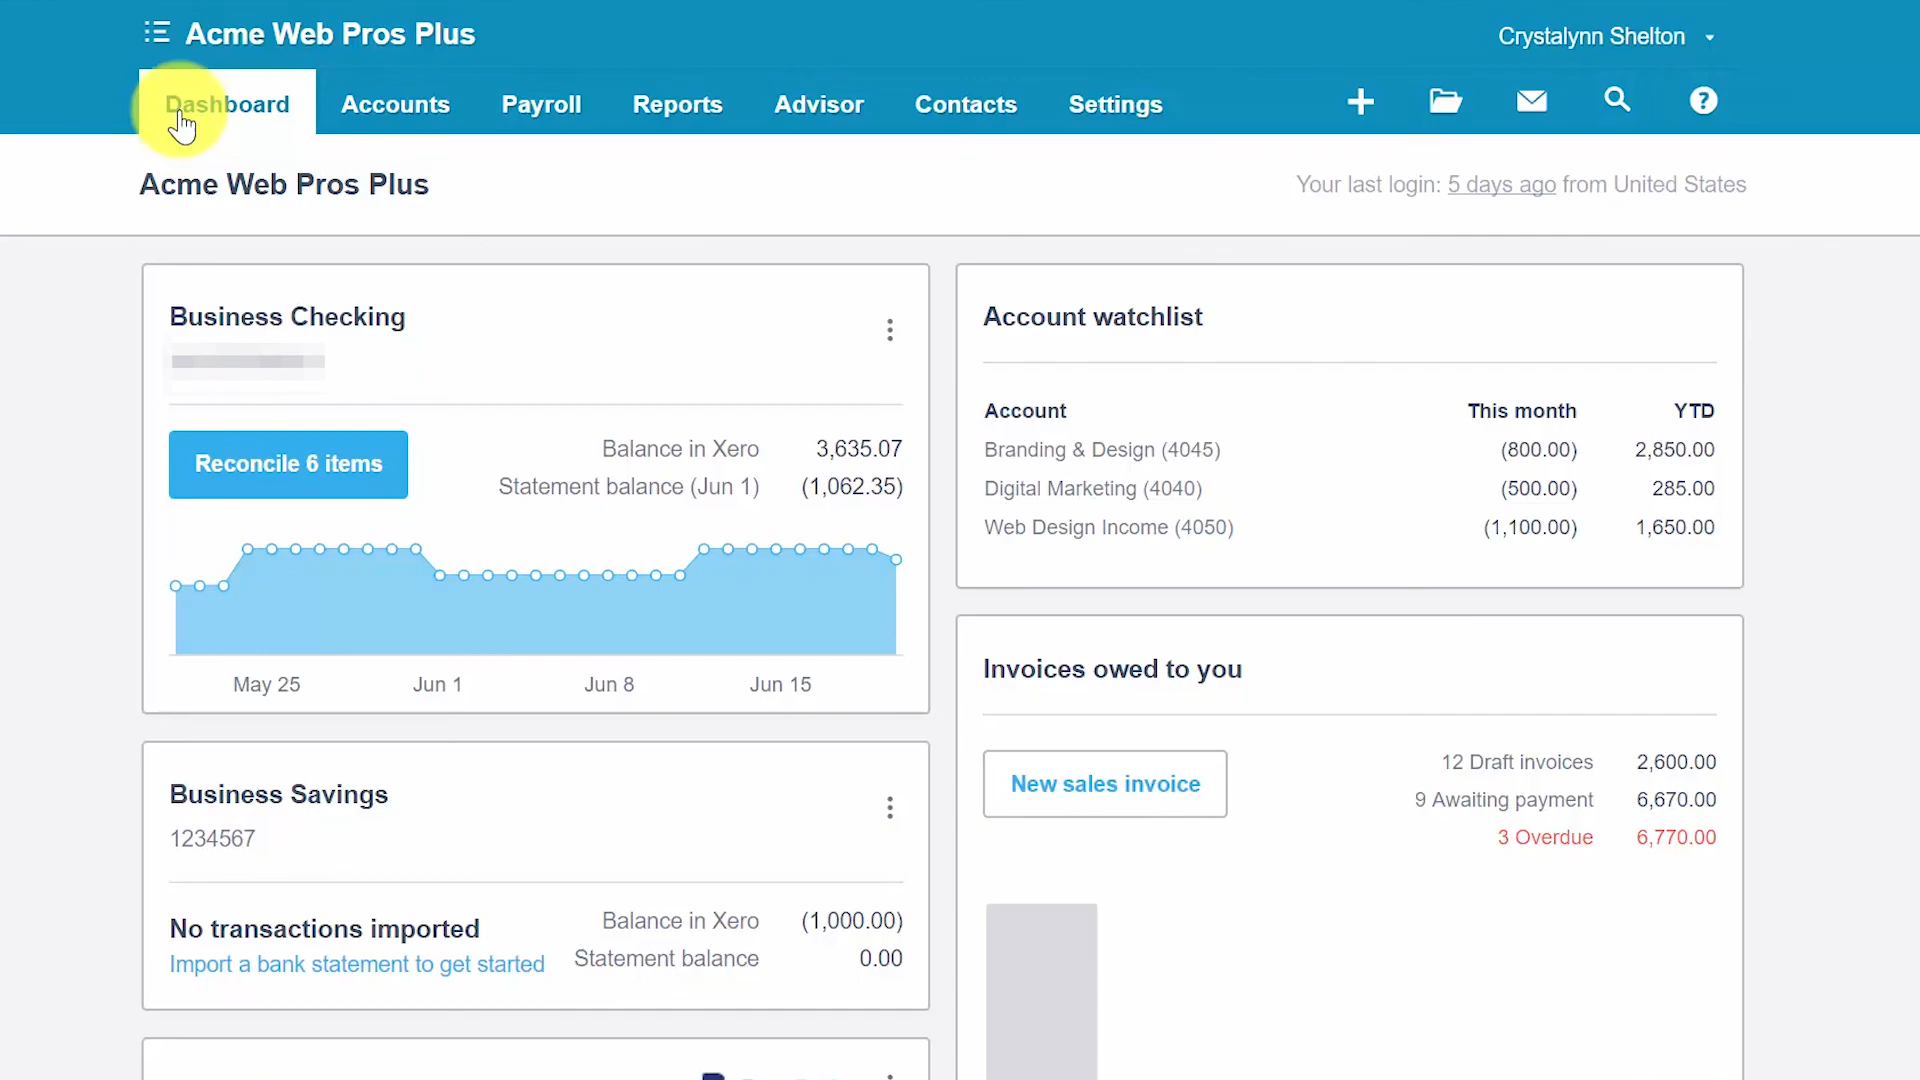 Acme Web Pros Plus
Crystalynn Shelton
Dashboard Accounts Payroll Reports Advisor Contacts Settings
Acme Web Pros Plus
Your last login: 5 days ago from United States
Business Checking
Reconcile 6 items
Balance in Xero 3,635.07
Statement balance (Jun 1) (1,062.35)
May 25 Jun 1 Jun 8 Jun 15
Business Savings
1234567
No transactions imported
Import a bank statement to get started
Balance in Xero (1,000.00)
Statement balance 0.00
Account watchlist
Account This month YTD
Branding & Design (4045) (800.00) 2,850.00
Digital Marketing (4040) (500.00) 285.00
Web Design Income (4050) (1,100.00) 1,650.00
Invoices owed to you
New sales invoice
12 Draft invoices 2,600.00
9 Awaiting payment 6,670.00
3 Overdue 6,770.00